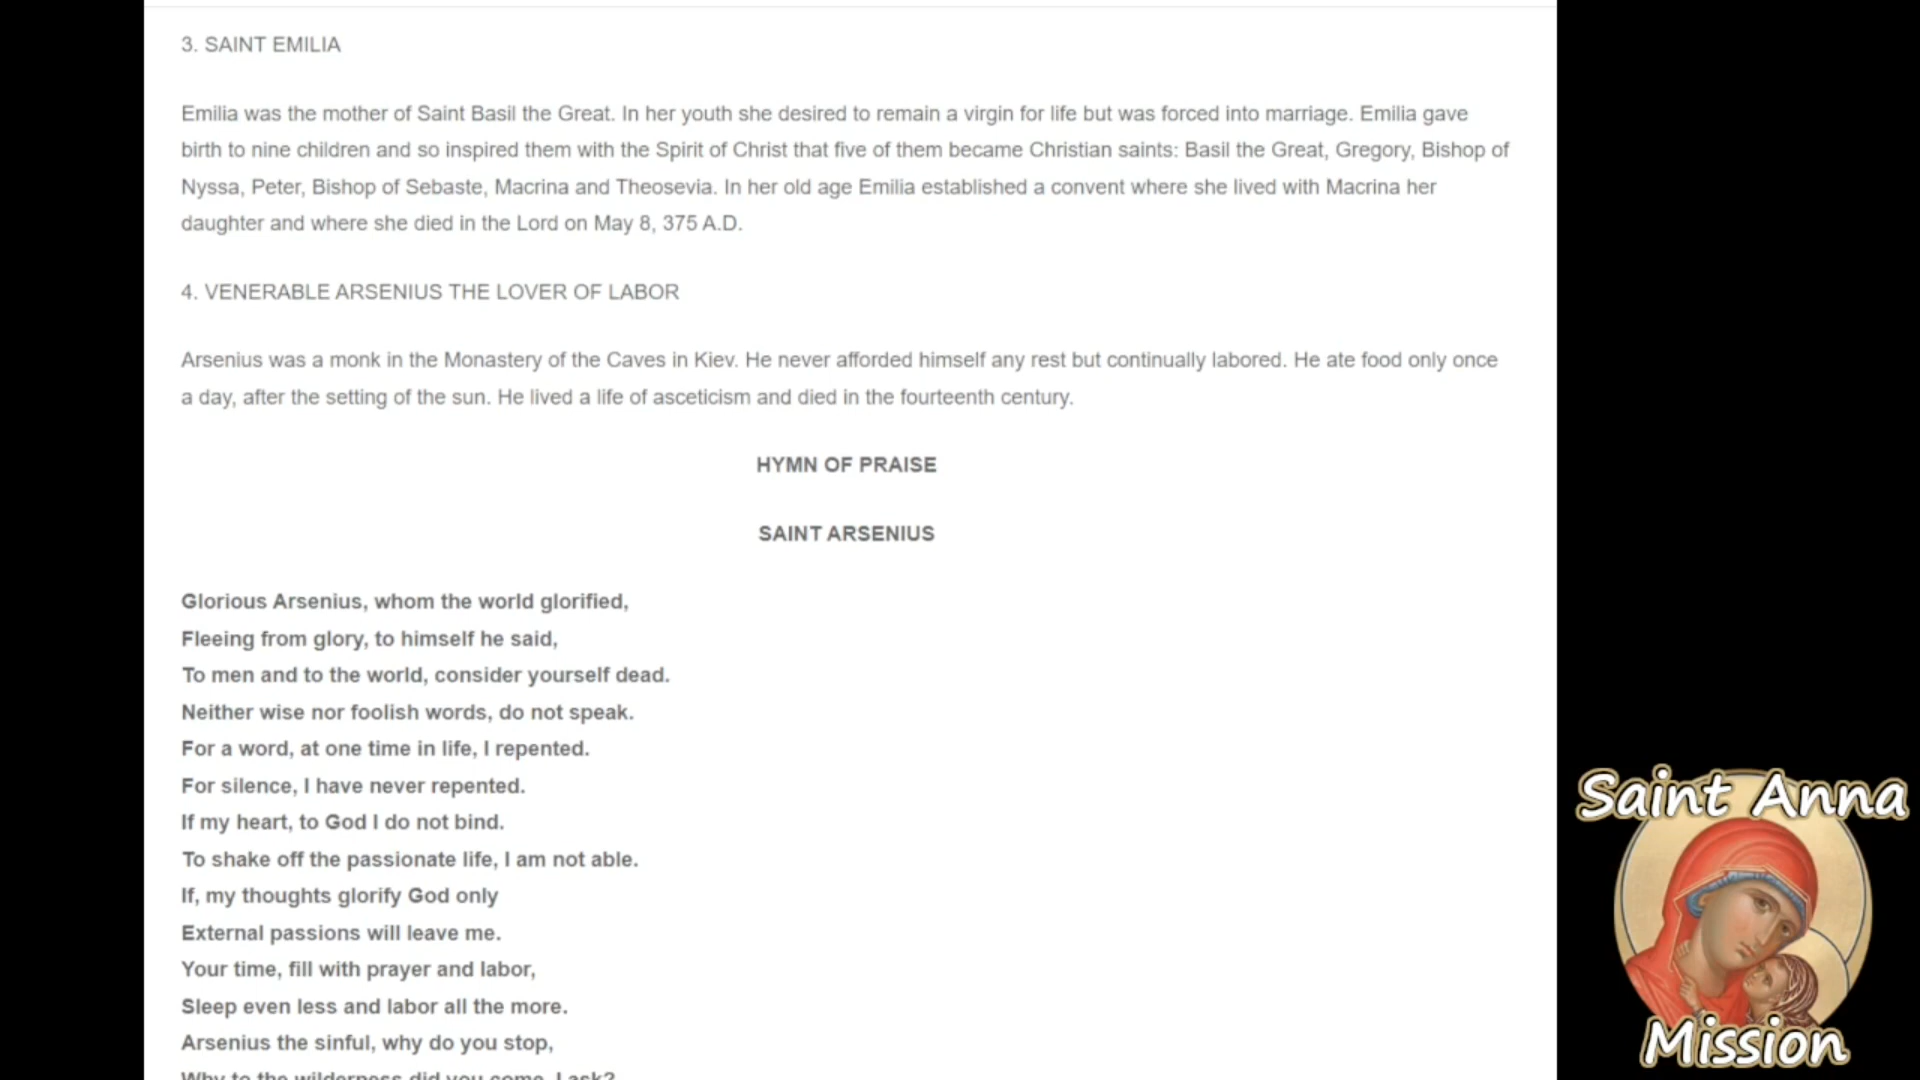 3. SAINT EMILIA
Emilia was the mother of Saint Basil the Great. In her youth she desired to remain a virgin for life but was forced into marriage. Emilia gave
birth to nine children and so inspired them with the Spirit of Christ that five of them became Christian saints: Basil the Great, Gregory, Bishop of
Nyssa, Peter, Bishop of Sebaste, Macrina and Theosevia. In her old age Emilia established a convent where she lived with Macrina her
daughter and where she died in the Lord on May 8, 375 A.D.
4. VENERABLE ARSENIUS THE LOVER OF LABOR
Arsenius was a monk in the Monastery of the Caves in Kiev. He never afforded himself any rest but continually labored. He ate food only once
a day, after the setting of the sun. He lived a life of asceticism and died in the fourteenth century.
HYMN OF PRAISE
SAINT ARSENIUS
Glorious Arsenius, whom the world glorified,
Fleeing from glory, to himself he said,
To men and to the world, consider yourself dead.
Neither wise nor foolish words, do not speak.
For a word, at one time in life, I repented.
For silence, I have never repented.
If my heart, to God I do not bind.
To shake off the passionate life, I am not able.
If, my thoughts glorify God only
External passions will leave me.
Your time, fill with prayer and labor,
Sleep even less and labor all the more.
Arsenius the sinful, why do you stop,
Why to the wilderness did you come, I ask?
Saint Anna
Mission